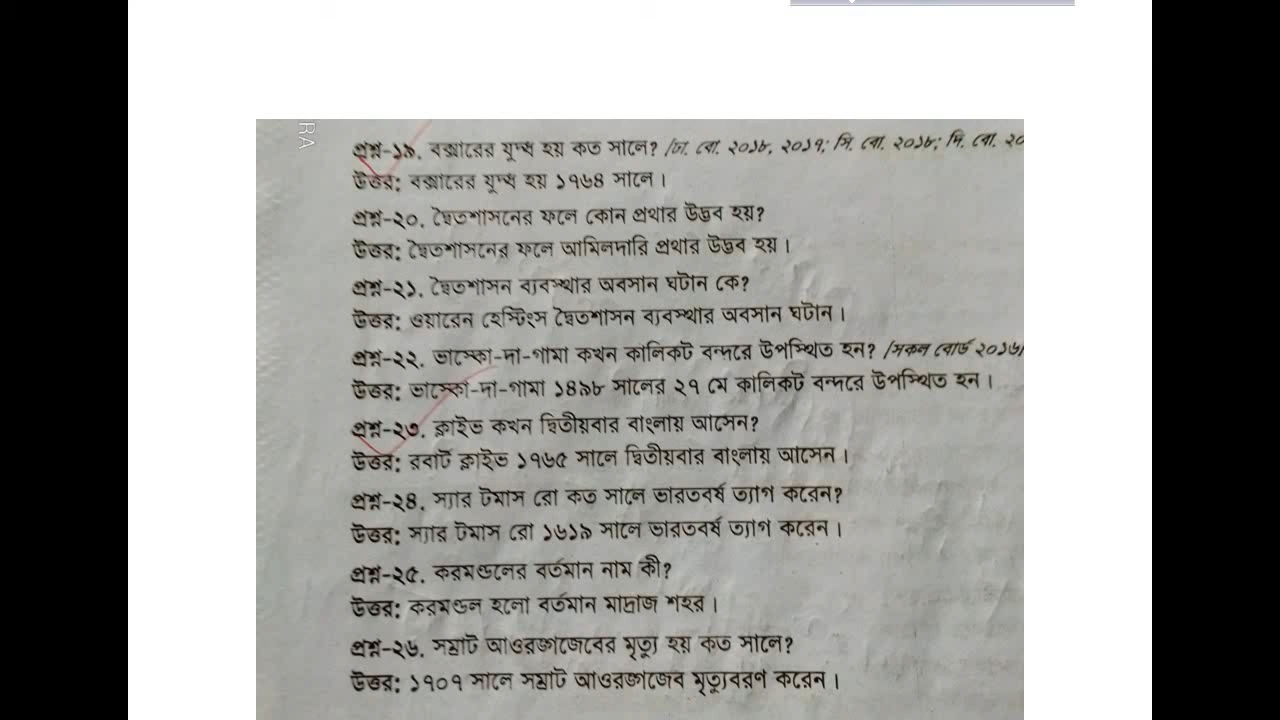 RA
প্রশ্ন-১৯. বক্সারের যুদ্ধ হয় কত সালে? /ঢা. বো. ২০১৮, ২০১৭; সি. বো. ২০১৮; দি. বো. ২০
উত্তর: বক্সারের যুদ্ধ হয় ১৭৬৪ সালে।
প্রশ্ন-২০. দ্বৈতশাসনের ফলে কোন প্রথার উদ্ভব হয়?
উত্তর: দ্বৈতশাসনের ফলে আমিলদারি প্রথার উদ্ভব হয়।
প্রশ্ন-২১. দ্বৈতশাসন ব্যবস্থার অবসান ঘটান কে?
উত্তর: ওয়ারেন হেস্টিংস দ্বৈতশাসন ব্যবস্থার অবসান ঘটান।
প্রশ্ন-২২. ভাস্কো-দা-গামা কখন কালিকট বন্দরে উপস্থিত হন? /সকল বোর্ড ২০১৬/
উত্তর: ভাস্কো-দা-গামা ১৪৯৮ সালের ২৭ মে কালিকট বন্দরে উপস্থিত হন।
প্রশ্ন-২৩. ক্লাইভ কখন দ্বিতীয়বার বাংলায় আসেন?
উত্তর: রবার্ট ক্লাইভ ১৭৬৫ সালে দ্বিতীয়বার বাংলায় আসেন।
প্রশ্ন-২৪. স্যার টমাস রো কত সালে ভারতবর্ষ ত্যাগ করেন?
উত্তর: স্যার টমাস রো ১৬১৯ সালে ভারতবর্ষ ত্যাগ করেন।
প্রশ্ন-২৫. করমণ্ডলের বর্তমান নাম কী?
উত্তর: করমণ্ডল হলো বর্তমান মাদ্রাজ শহর।
প্রশ্ন-২৬. সম্রাট আওরঙ্গজেবের মৃত্যু হয় কত সালে?
উত্তর: ১৭০৭ সালে সম্রাট আওরঙ্গজেব মৃত্যুবরণ করেন।